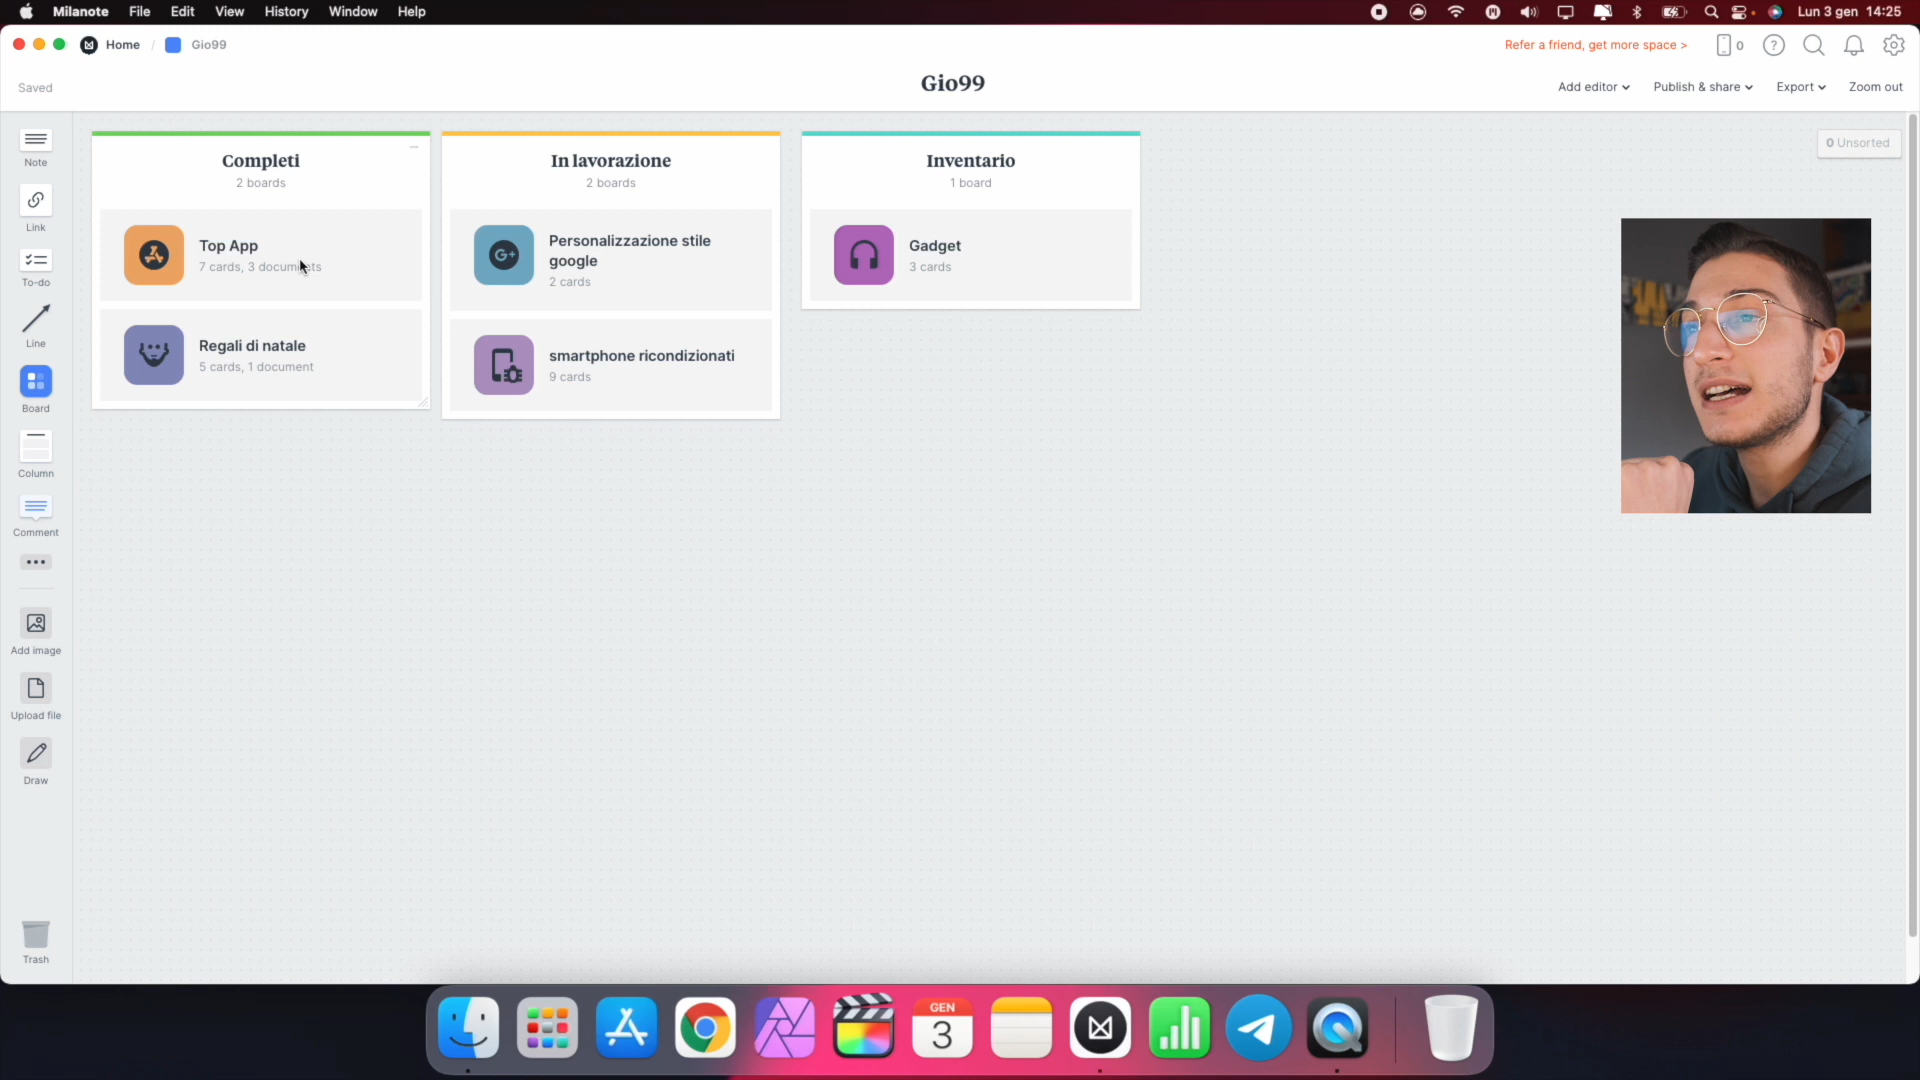 Milanote File Edit View History Window Help
Lun 3 gen 14:25
Home / Gio99
Refer a friend, get more space >
0
?
Saved
Gio99
Add editor
Publish & share
Export
Zoom out
Note
Link
To-do
Line
Board
Column
Comment
Add image
Upload file
Draw
Trash
Completi
2 boards
Top App
7 cards, 3 documents
Regali di natale
5 cards, 1 document
In lavorazione
2 boards
G+
Personalizzazione stile
google
2 cards
smartphone ricondizionati
9 cards
Inventario
1 board
Gadget
3 cards
0 Unsorted
GEN
3